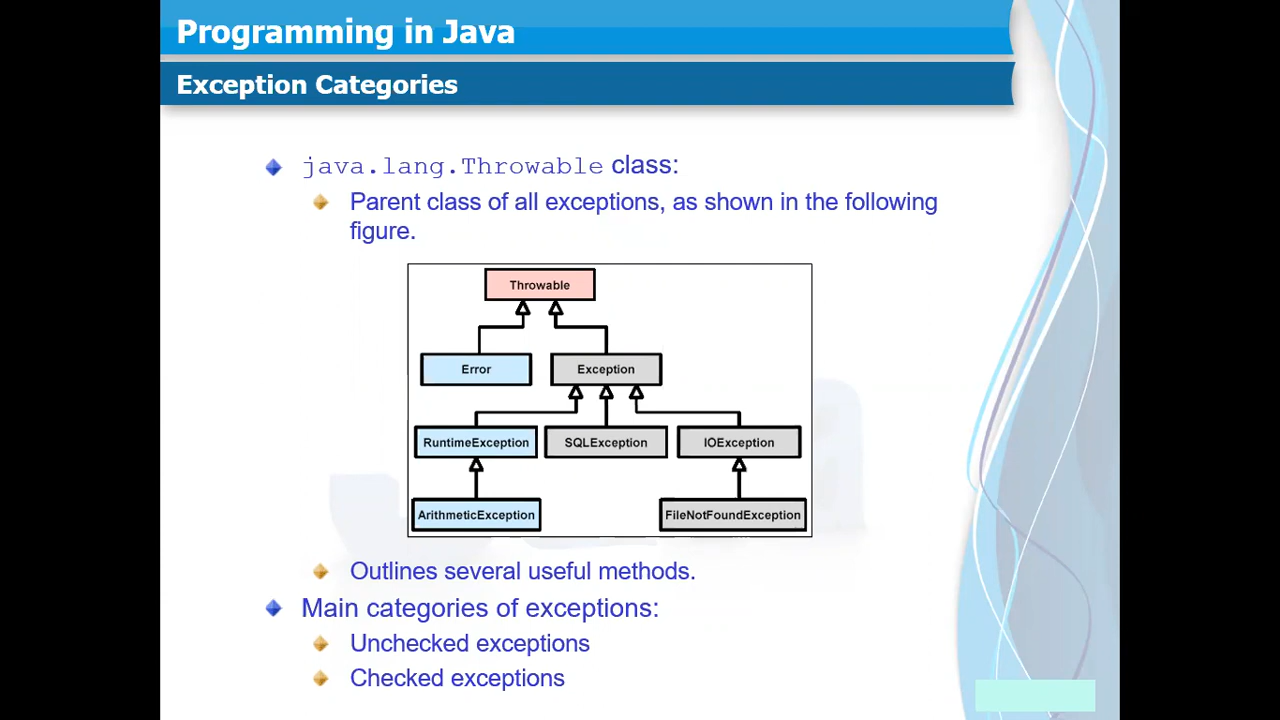 Programming in Java
Exception Categories
java.lang.Throwable class:
Parent class of all exceptions, as shown in the following
figure.
Throwable
Error
Exception
RuntimeException
SQLException
IOException
ArithmeticException
FileNotFoundException
Outlines several useful methods.
Main categories of exceptions:
Unchecked exceptions
Checked exceptions